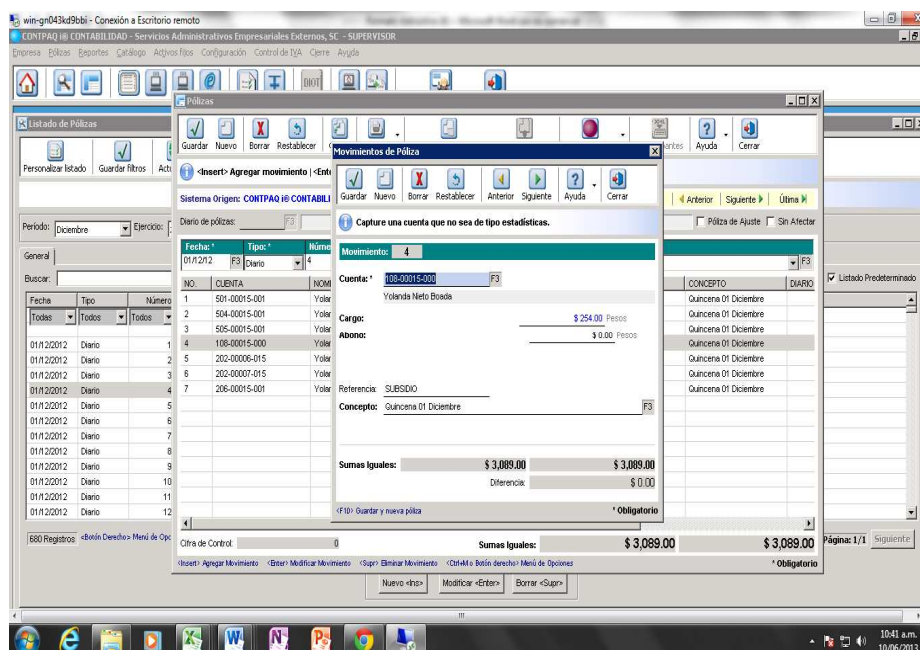 win-gn043kd9bbi - Conexión a Escritorio remoto
CONTPAQ i® CONTABILIDAD - Servicios Administrativos Empresariales Externos, SC - SUPERVISOR
Empresa Pólizas Reportes Catálogo Activos fijos Configuración Control de IVA Cierre Ayuda
DIOT
Listado de Pólizas
Personalizar listado Guardar filtros
Período: Diciembre Ejercicio:
General
Buscar:
Listado Predeterminado
Fecha Tipo Número
Todas Todos Todos
01/12/2012 Diario 1
01/12/2012 Diario 2
01/12/2012 Diario 3
01/12/2012 Diario 4
01/12/2012 Diario 5
01/12/2012 Diario 6
01/12/2012 Diario 7
01/12/2012 Diario 8
01/12/2012 Diario 9
01/12/2012 Diario 10
01/12/2012 Diario 11
01/12/2012 Diario 12
680 Registros <Botón Derecho> Menú de Opc
Página: 1/1 Siguiente
Nuevo <Ins> Modificar <Enter> Borrar <Supr>
Pólizas
Guardar Nuevo Borrar Restablecer Ayuda Cerrar
<Insert> Agregar movimiento | <Ente
Sistema Origen: CONTPAQ i® CONTABILI
Anterior Siguiente Última
Diario de pólizas: F3
Póliza de Ajuste Sin Afectar
Fecha: * Tipo: * Núme
01/12/12 F3 Diario 4 F3
NO. CUENTA NOM CONCEPTO DIARIO
1 501-00015-001 Yolan Quincena 01 Diciembre
2 504-00015-001 Yolan Quincena 01 Diciembre
3 505-00015-001 Yolan Quincena 01 Diciembre
4 108-00015-000 Yolan Quincena 01 Diciembre
5 202-00006-015 Yolan Quincena 01 Diciembre
6 202-00007-015 Yolan Quincena 01 Diciembre
7 206-00015-001 Yolan Quincena 01 Diciembre
Cifra de Control: 0 Sumas Iguales: $ 3,089.00 $ 3,089.00
<Insert> Agregar Movimiento <Enter> Modificar Movimiento <Supr> Eliminar Movimiento <Ctrl+M o Botón derecho> Menú de Opciones * Obligatorio
Movimientos de Póliza
Guardar Nuevo Borrar Restablecer Anterior Siguiente Ayuda Cerrar
Capture una cuenta que no sea de tipo estadísticas.
Movimiento: 4
Cuenta: * 108-00015-000 F3
Yolanda Nieto Boada
Cargo: $ 254.00 Pesos
Abono: $ 0.00 Pesos
Referencia: SUBSIDIO
Concepto: Quincena 01 Diciembre F3
Sumas Iguales: $ 3,089.00 $ 3,089.00
Diferencia: $ 0.00
<F10> Guardar y nueva póliza * Obligatorio
10:41 a.m.
10/06/2013